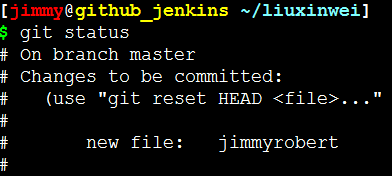 [jimmy@github_jenkins ~/liuxinwei]
$ git status
# On branch master
# Changes to be committed:
#   (use "git reset HEAD <file>..."
#
#       new file:   jimmyrobert
#